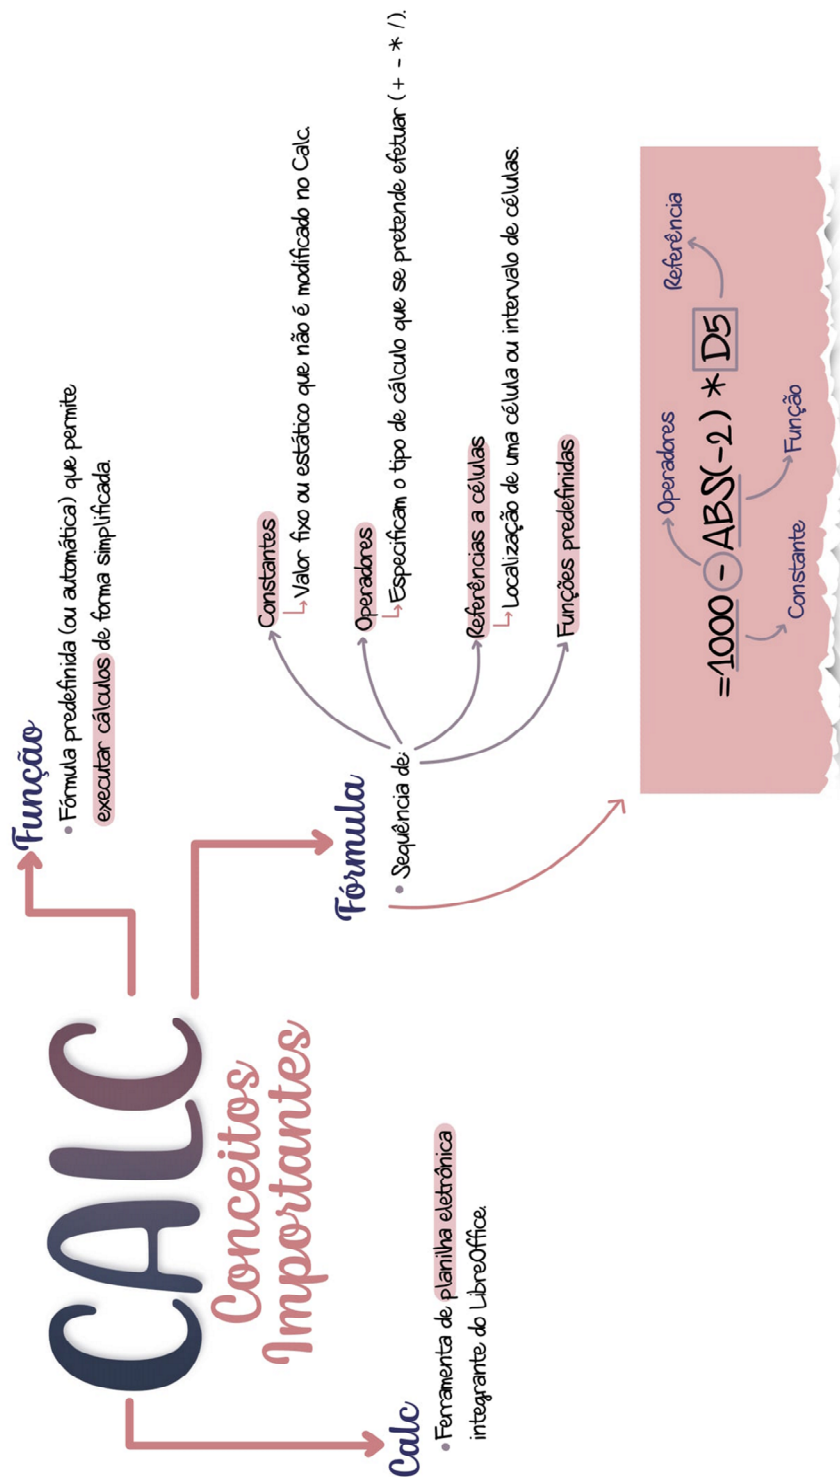 CALC
Conceitos
Importantes
Calc
• Ferramenta de planilha eletrônica
integrante do LibreOffice.
Função
• Fórmula predefinida (ou automática) que permite
executar cálculos de forma simplificada.
Fórmula
• Sequência de:
Constantes
Valor fixo ou estático que não é modificado no Calc.
Operadores
Especificam o tipo de cálculo que se pretende efetuar (+ - * /).
Referências a células
Localização de uma célula ou intervalo de células.
Funções predefinidas
Operadores
Referência
=1000 - ABS(-2) * D5
Constante
Função